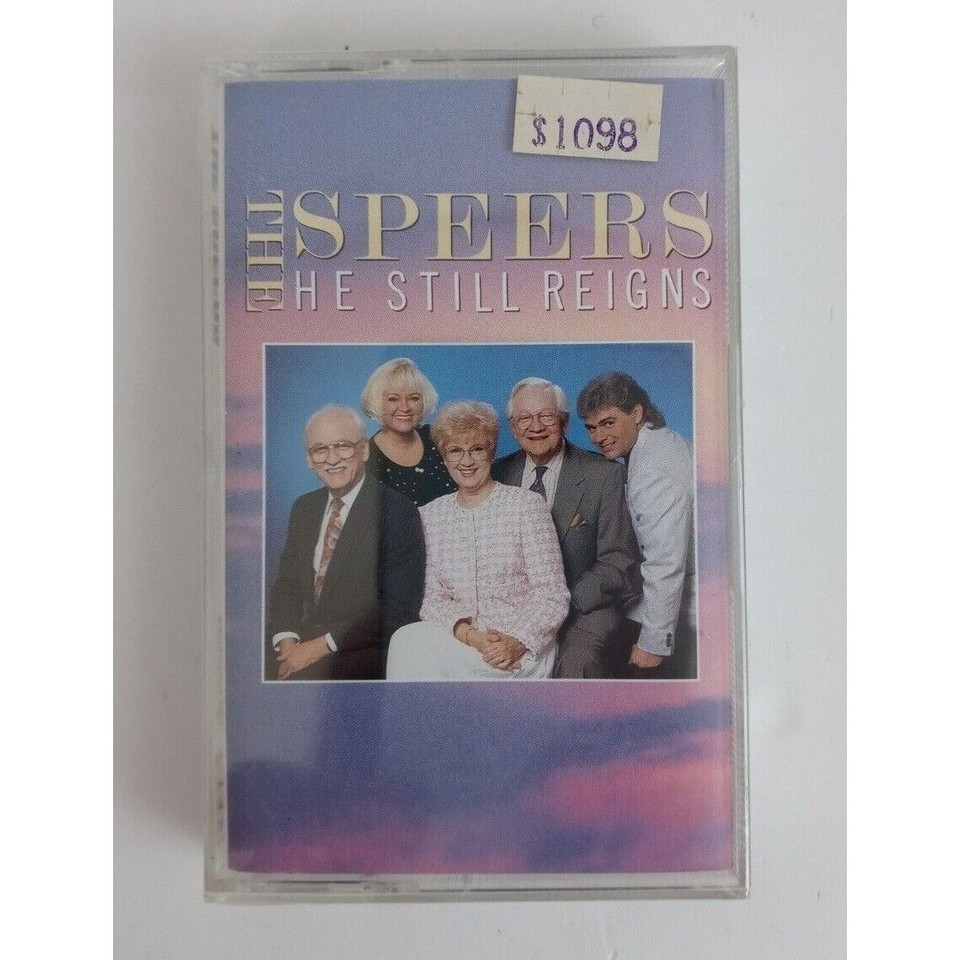 $1098
THE SPEERS
HE STILL REIGNS